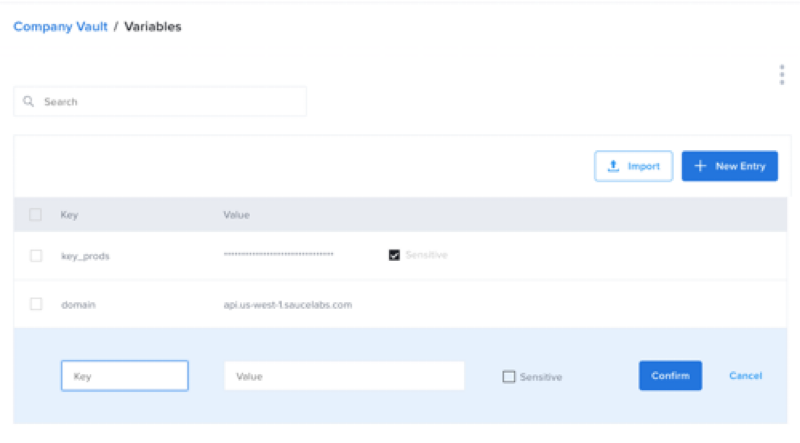 Company Vault / Variables
Search
Import + New Entry
Key Value
key_prods ****************************** Sensitive
domain api.us-west-1.saucelabs.com
Key Value Sensitive Confirm Cancel